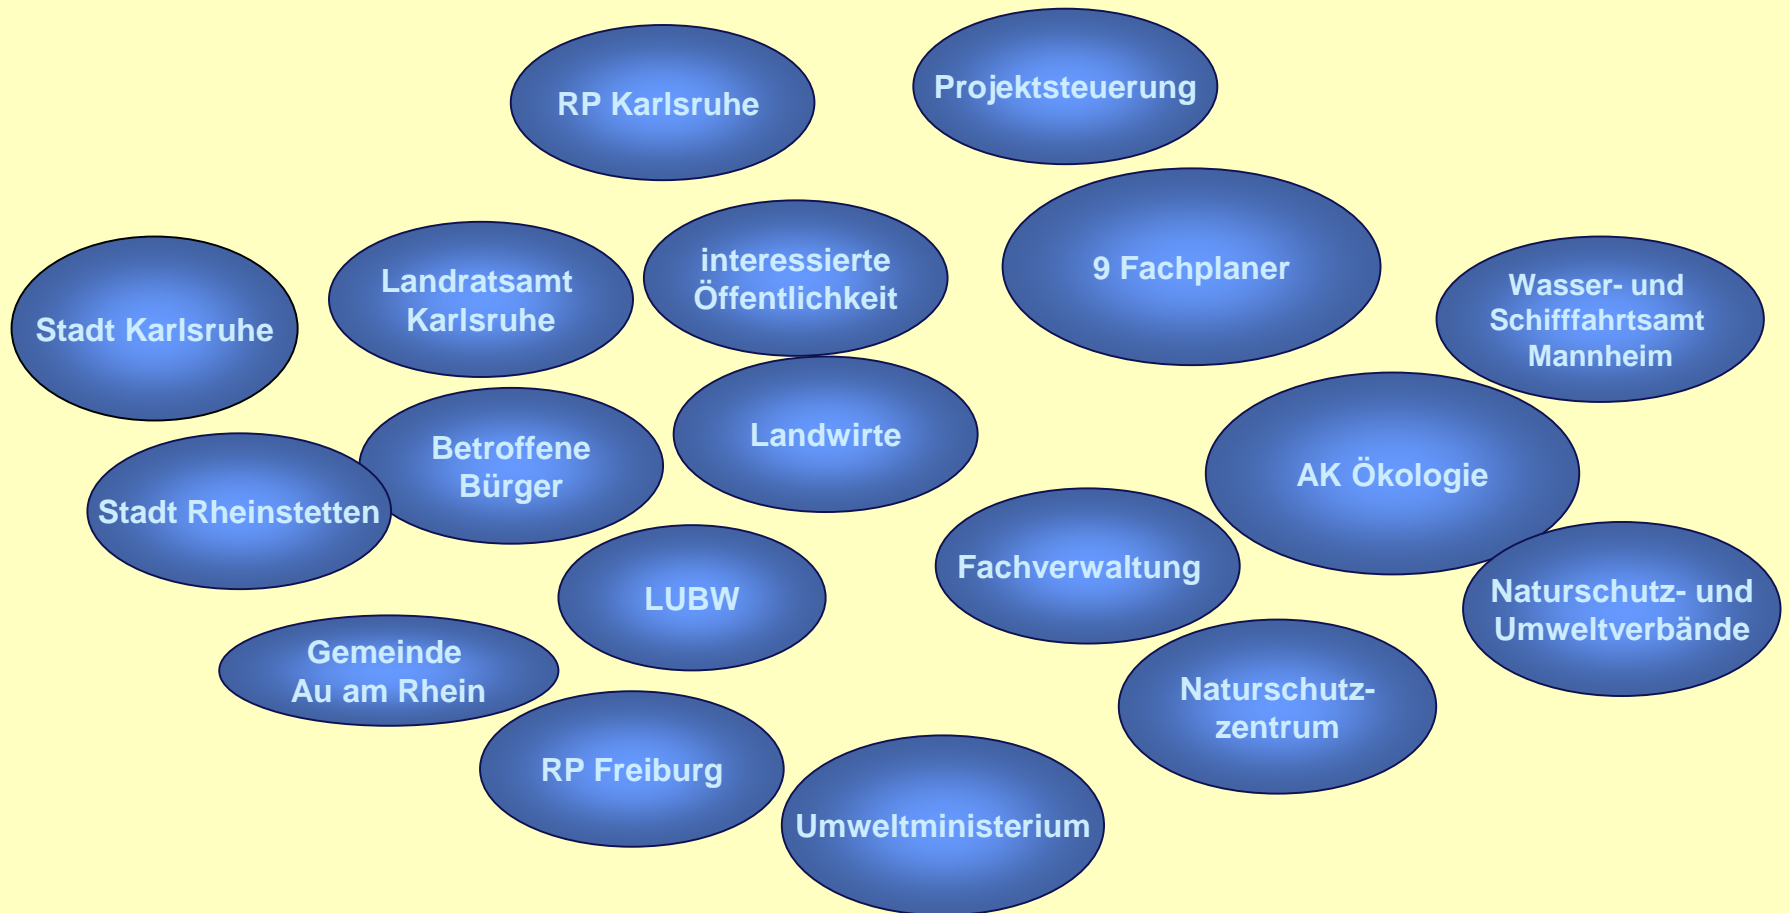 RP Karlsruhe
Projektsteuerung
interessierte
Öffentlichkeit
9 Fachplaner
Landratsamt
Karlsruhe
Wasser- und
Schifffahrtsamt
Mannheim
Stadt Karlsruhe
Betroffene
Bürger
Landwirte
AK Ökologie
Stadt Rheinstetten
Fachverwaltung
LUBW
Naturschutz- und
Umweltverbände
Gemeinde
Au am Rhein
Naturschutz-
zentrum
RP Freiburg
Umweltministerium